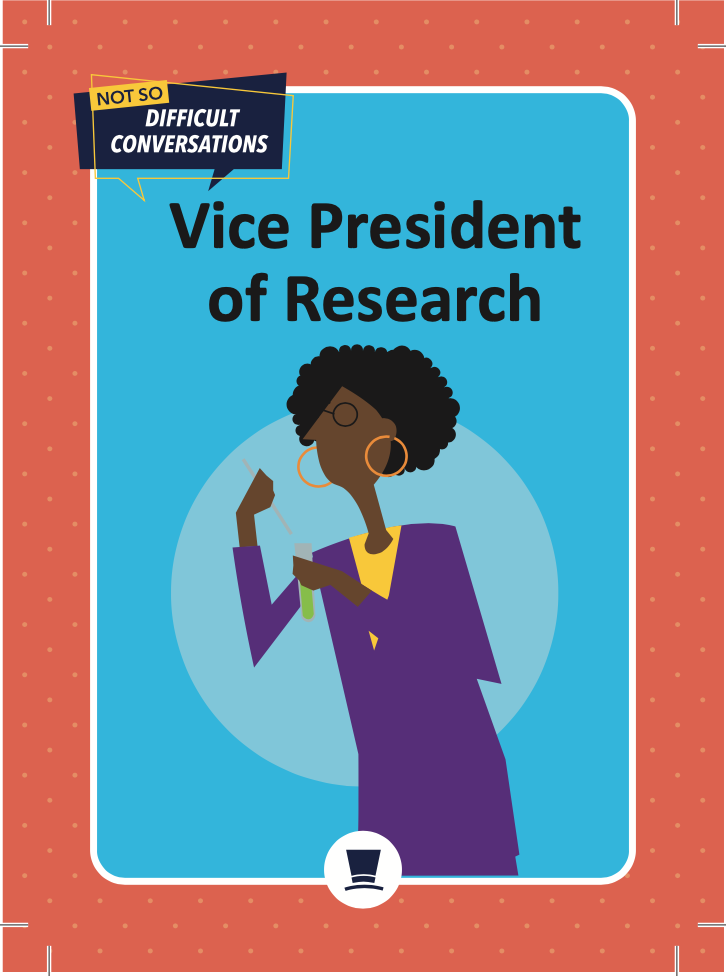 NOT SO
DIFFICULT
CONVERSATIONS
Vice President
of Research